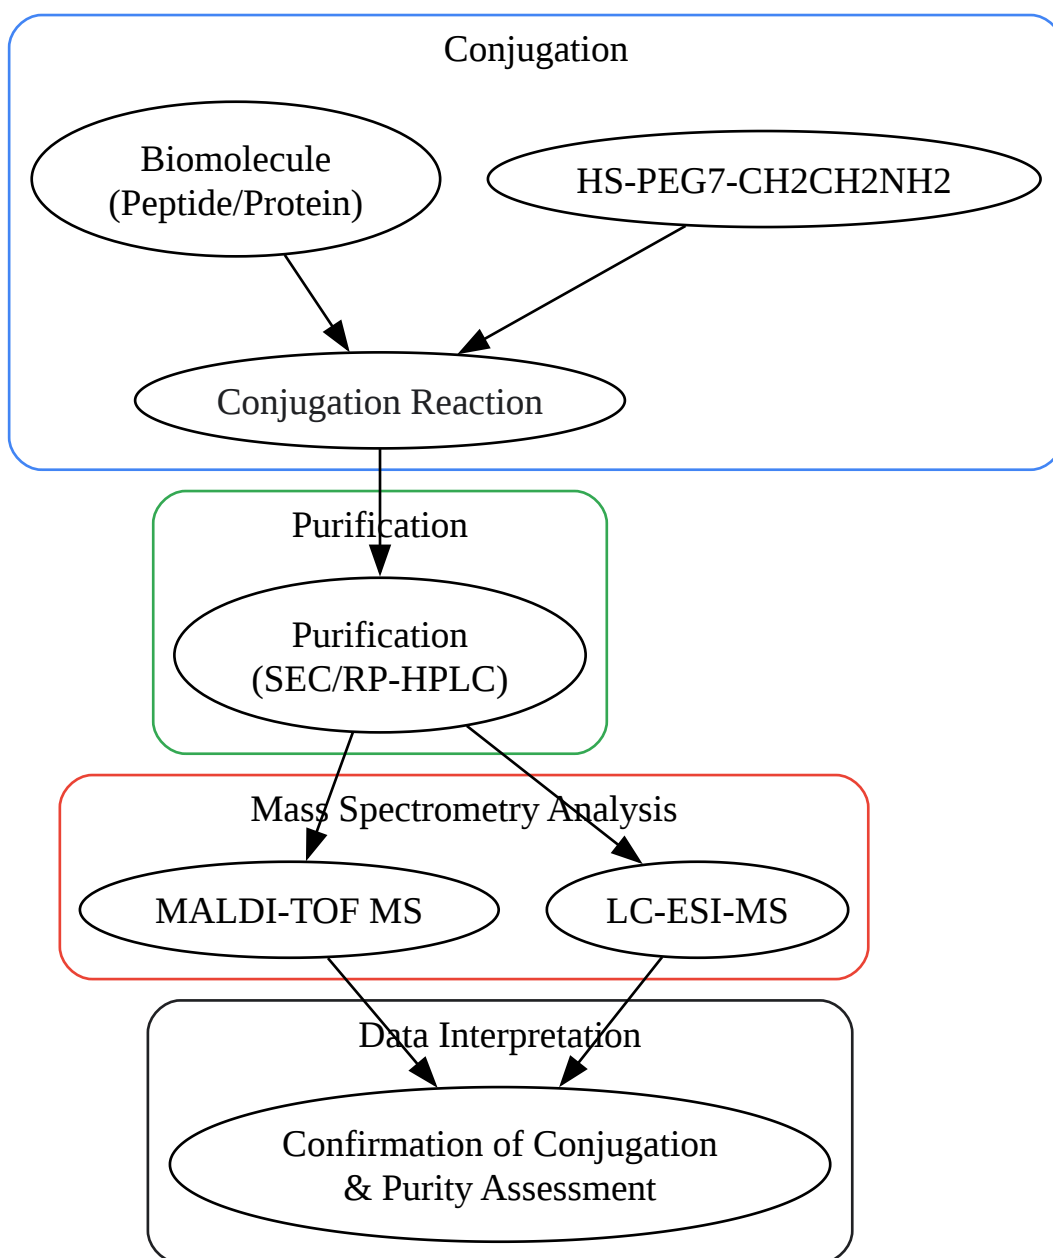 Conjugation
Biomolecule
(Peptide/Protein)
HS-PEG7-CH2CH2NH2
Conjugation Reaction
Purification
Purification
(SEC/RP-HPLC)
Mass Spectrometry Analysis
MALDI-TOF MS
LC-ESI-MS
Data Interpretation
Confirmation of Conjugation
& Purity Assessment